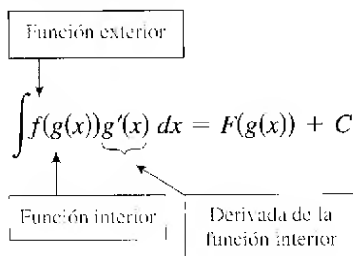 Función exterior
∫ f(g(x))g′(x) dx = F(g(x)) + C
Función interior
Derivada de la
función interior